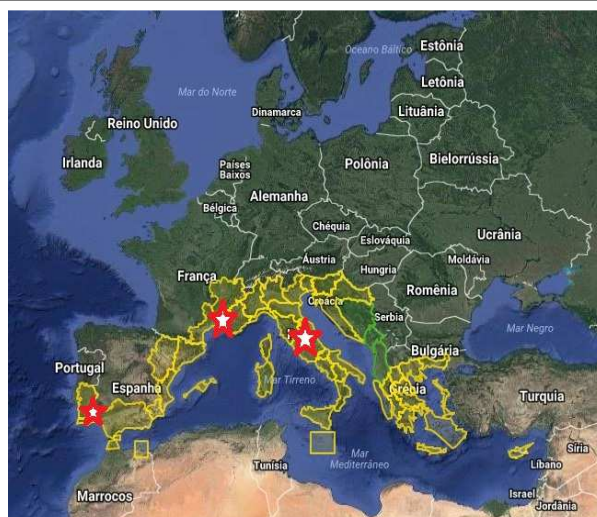 Oceano Báltico
Estônia
Letônia
Mar do Norte
Dinamarca
Lituânia
Reino Unido
Irlanda
Países
Baixos
Polônia
Bielorrússia
Alemanha
Bélgica
Chéquia
Ucrânia
Eslováquia
Áustria
Moldávia
França
Hungria
Romênia
Croácia
Serbia
Mar Negro
Bulgária
Portugal
Espanha
Mar Tirreno
Grécia
Turquia
Tunísia
Mar
Mediterrâneo
Síria
Líbano
Marrocos
Israel
Jordânia